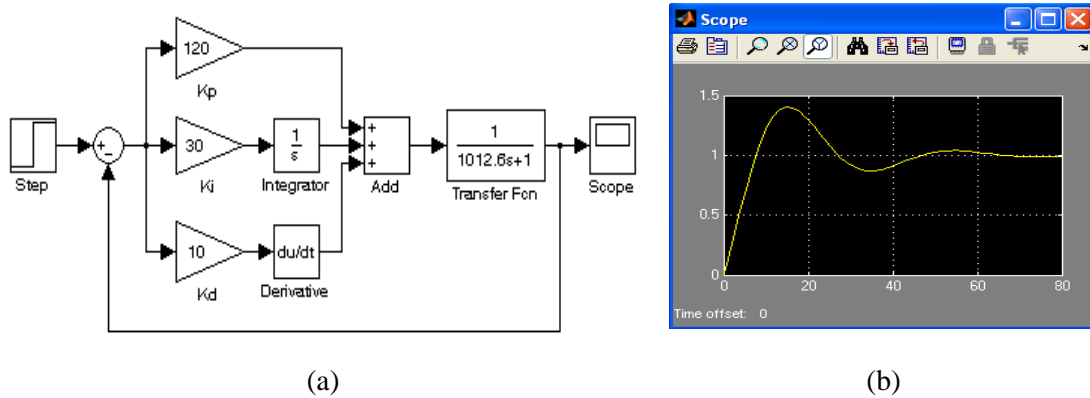 120
Kp
Step
+
−
30
Ki
1
s
Integrator
+
+
+
Add
1
1012.6s+1
Transfer Fcn
Scope
10
Kd
du/dt
Derivative
(a)
Scope
1.5
1
0.5
0
0 20 40 60 80
Time offset: 0
(b)